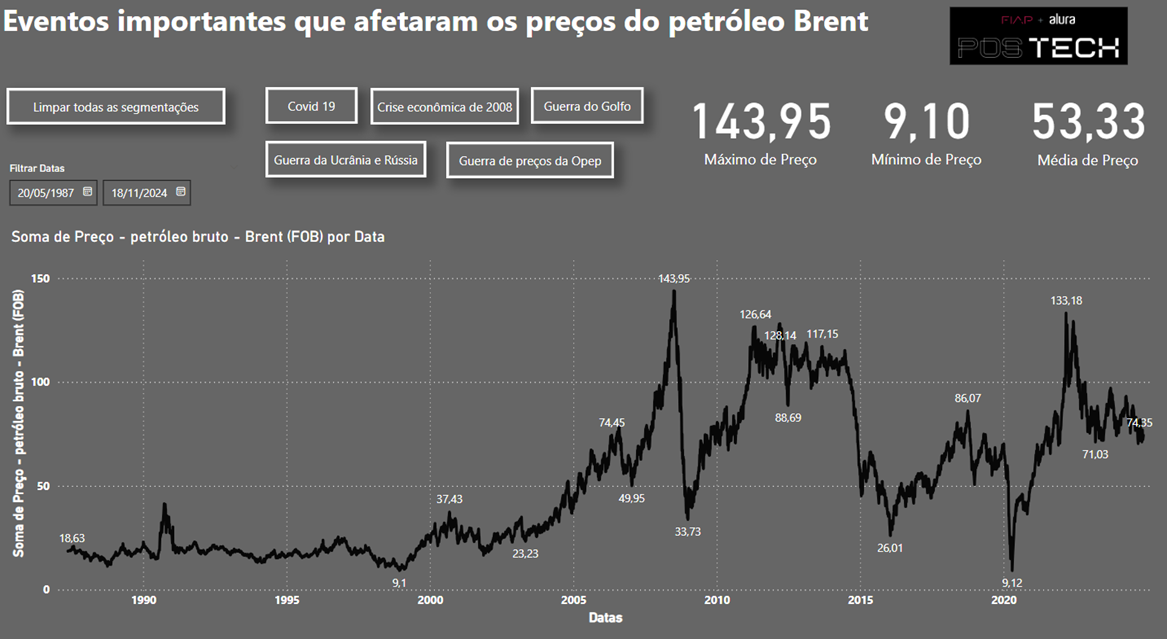 Eventos importantes que afetaram os preços do petróleo Brent
FIAP + alura
POS TECH
Limpar todas as segmentações
Covid 19
Crise econômica de 2008
Guerra do Golfo
Guerra da Ucrânia e Rússia
Guerra de preços da Opep
143,95
Máximo de Preço
9,10
Mínimo de Preço
53,33
Média de Preço
Filtrar Datas
20/05/1987
18/11/2024
Soma de Preço - petróleo bruto - Brent (FOB) por Data
Soma de Preço - petróleo bruto - Brent (FOB)
150
100
50
0
18,63
9,1
37,43
23,23
74,45
49,95
143,95
33,73
126,64
128,14
88,69
117,15
26,01
86,07
9,12
133,18
71,03
74,35
1990
1995
2000
2005
2010
2015
2020
Datas